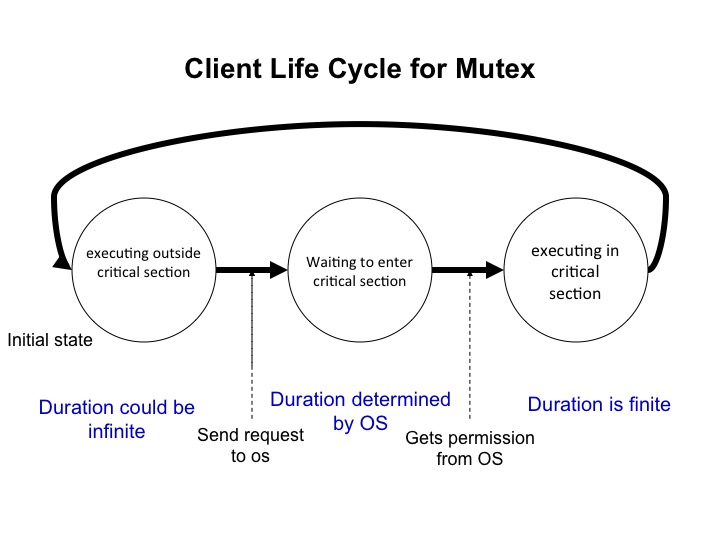 Client Life Cycle for Mutex
executing outside
critical section
Waiting to enter
critical section
executing in
critical
section
Initial state
Duration could be
infinite
Send request
to os
Duration determined
by OS
Gets permission
from OS
Duration is finite